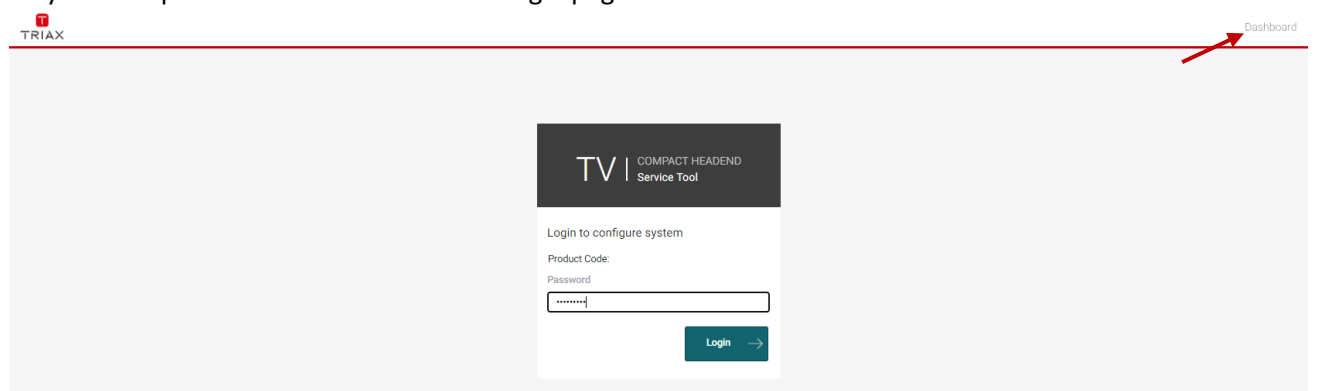 TRIAX
Dashboard
TV | COMPACT HEADEND
Service Tool
Login to configure system
Product Code:
Password
•••••••••
Login →